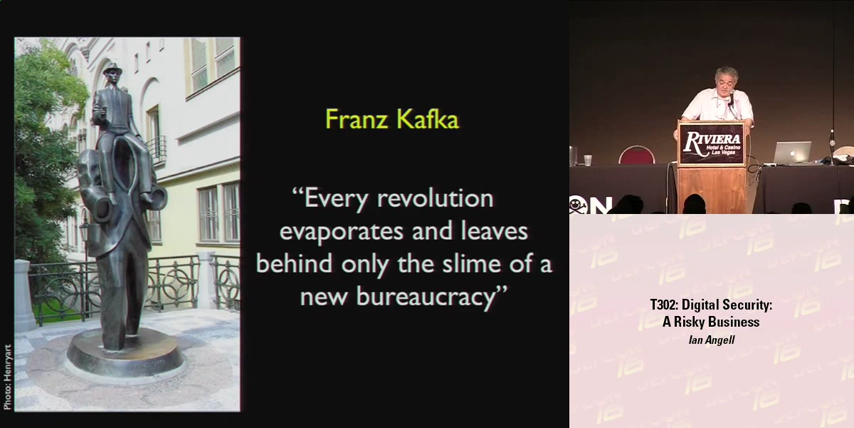 Franz Kafka
“Every revolution
evaporates and leaves
behind only the slime of a
new bureaucracy”
Photo: Henryart
RIVIERA
Hotel & Casino
Las Vegas
T302: Digital Security:
A Risky Business
Ian Angell